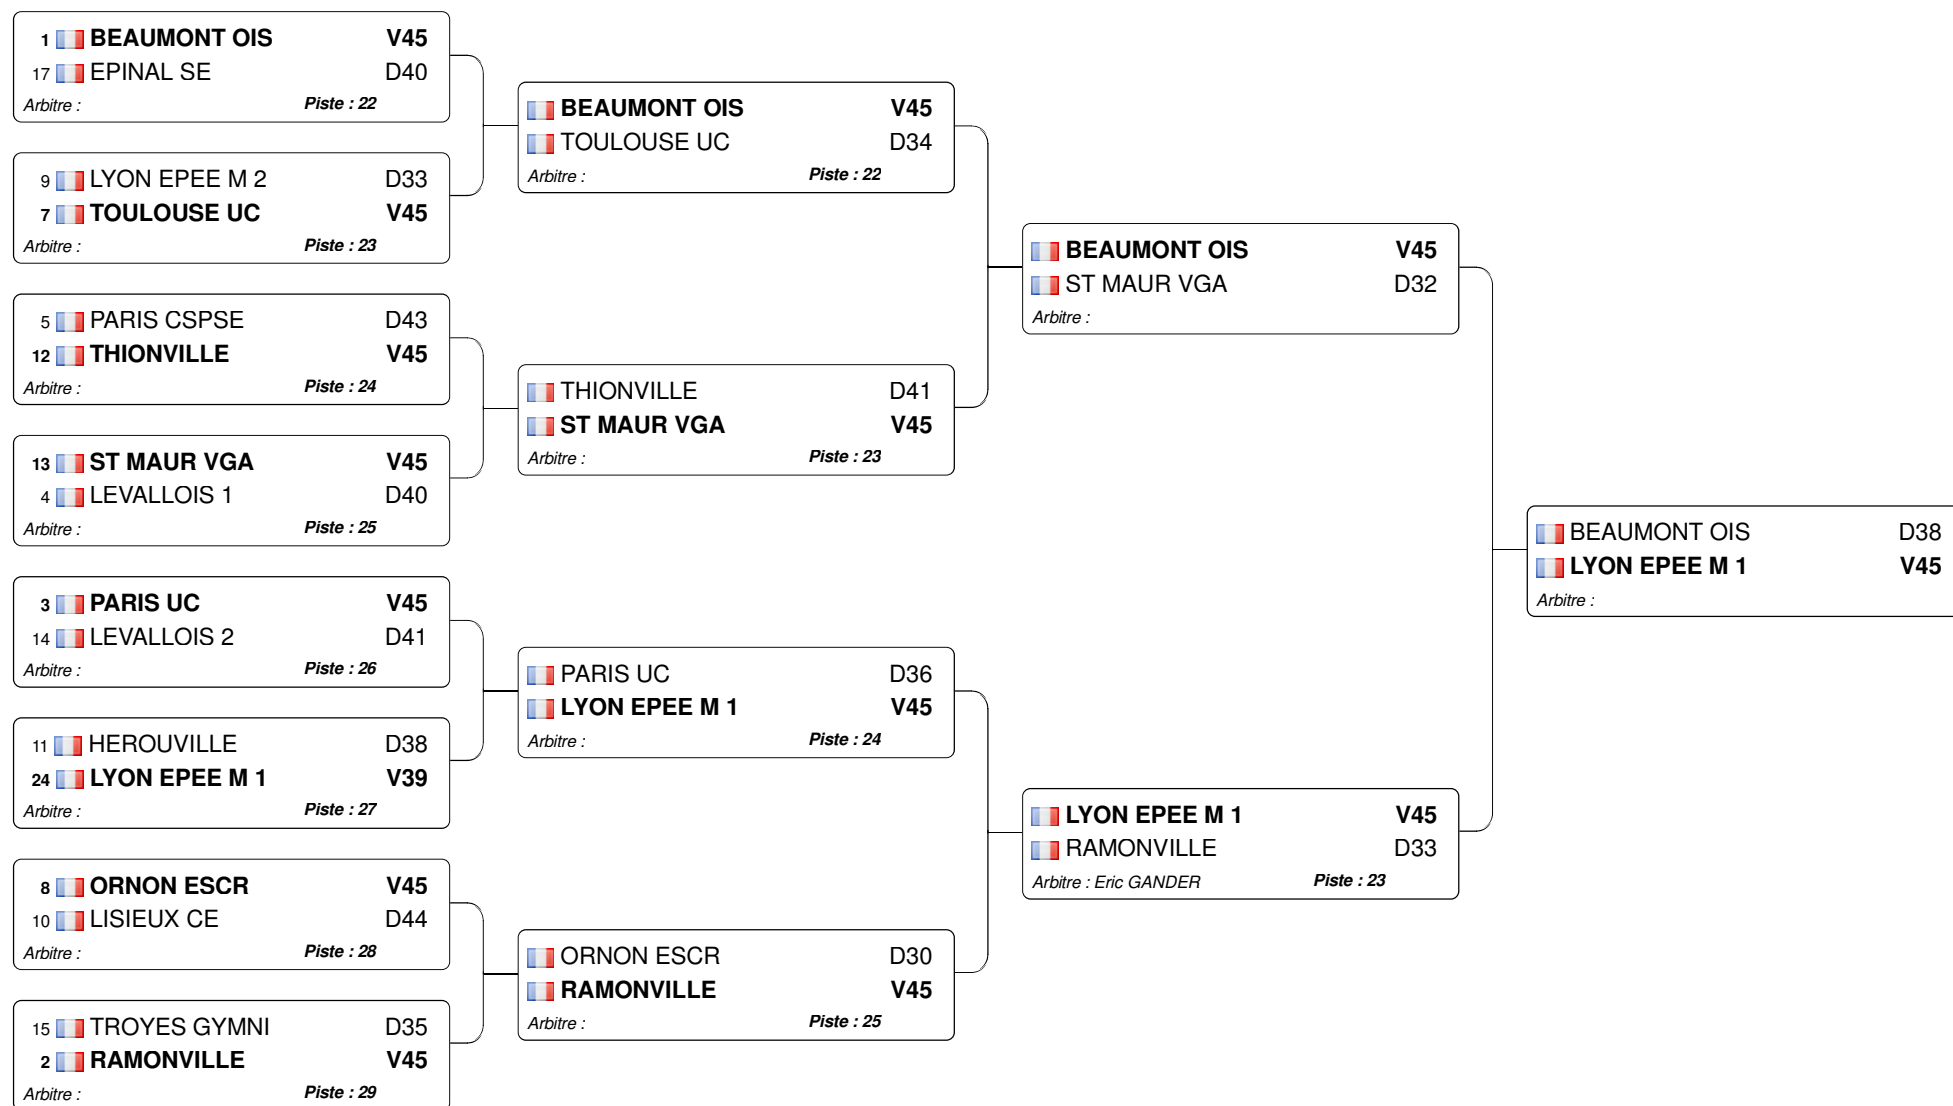 1 BEAUMONT OIS V45
17 EPINAL SE D40
Arbitre : Piste : 22
9 LYON EPEE M 2 D33
7 TOULOUSE UC V45
Arbitre : Piste : 23
5 PARIS CSPSE D43
12 THIONVILLE V45
Arbitre : Piste : 24
13 ST MAUR VGA V45
4 LEVALLOIS 1 D40
Arbitre : Piste : 25
3 PARIS UC V45
14 LEVALLOIS 2 D41
Arbitre : Piste : 26
11 HEROUVILLE D38
24 LYON EPEE M 1 V39
Arbitre : Piste : 27
8 ORNON ESCR V45
10 LISIEUX CE D44
Arbitre : Piste : 28
15 TROYES GYMNI D35
2 RAMONVILLE V45
Arbitre : Piste : 29
BEAUMONT OIS V45
TOULOUSE UC D34
Arbitre : Piste : 22
THIONVILLE D41
ST MAUR VGA V45
Arbitre : Piste : 23
PARIS UC D36
LYON EPEE M 1 V45
Arbitre : Piste : 24
ORNON ESCR D30
RAMONVILLE V45
Arbitre : Piste : 25
BEAUMONT OIS V45
ST MAUR VGA D32
Arbitre :
LYON EPEE M 1 V45
RAMONVILLE D33
Arbitre : Eric GANDER Piste : 23
BEAUMONT OIS D38
LYON EPEE M 1 V45
Arbitre :